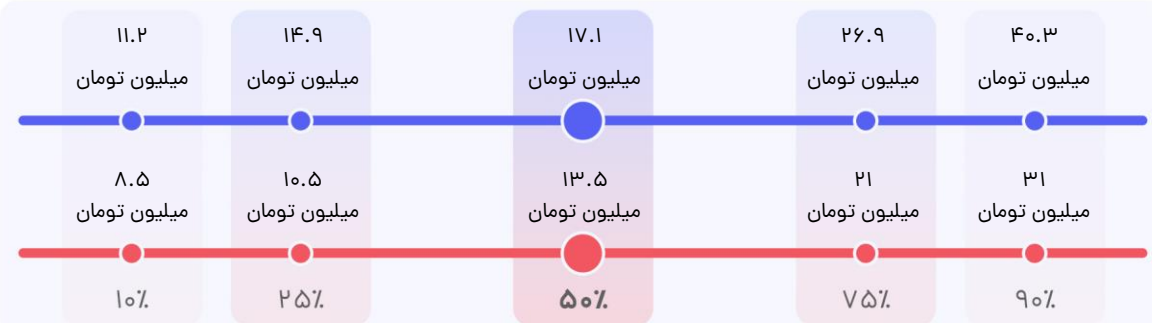 ۱۱.۲ ۱۴.۹ ۱۷.۱ ۲۶.۹ ۴۰.۳
میلیون تومان میلیون تومان میلیون تومان میلیون تومان میلیون تومان
۸.۵ ۱۰.۵ ۱۳.۵ ۲۱ ۳۱
میلیون تومان میلیون تومان میلیون تومان میلیون تومان میلیون تومان
۱۰٪ ۲۵٪ ۵۰٪ ۷۵٪ ۹۰٪